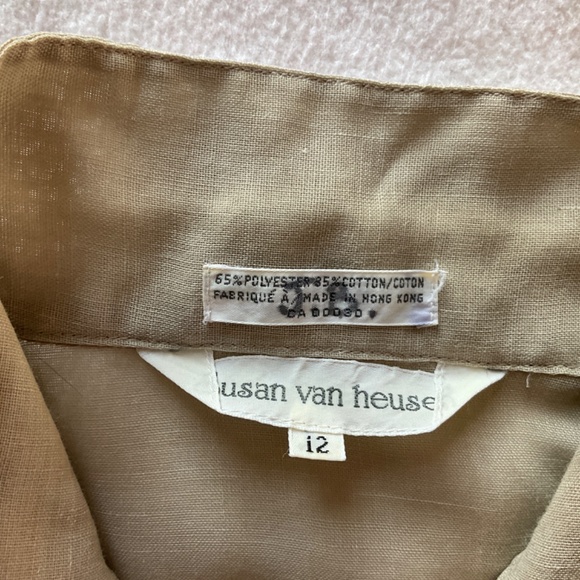 65% POLYESTER 35% COTTON/COTON
FABRIQUÉ À / MADE IN HONG KONG
CA 00030
J.B.
usan van heuse
12